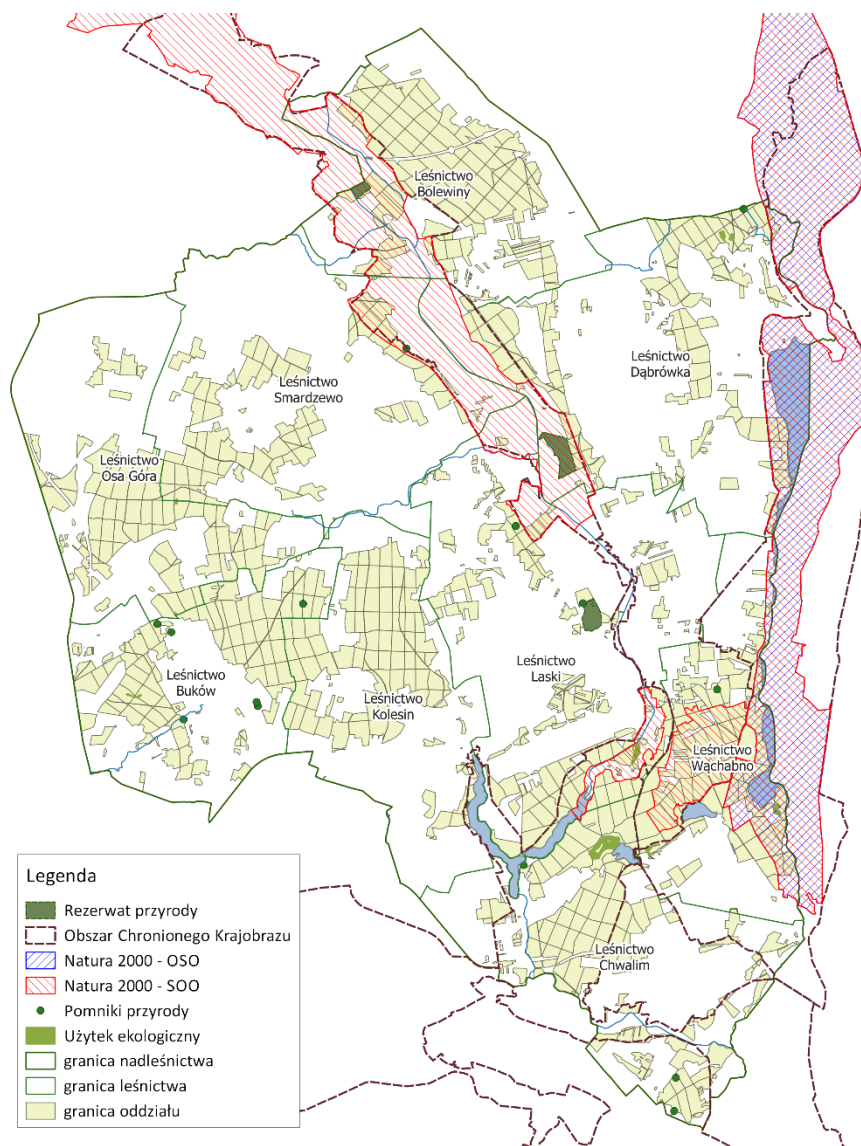 Leśnictwo
Bolewiny
Leśnictwo
Dąbrówka
Leśnictwo
Smardzewo
Leśnictwo
Osa Góra
Leśnictwo
Buków
Leśnictwo
Kolesin
Leśnictwo
Laski
Leśnictwo
Wąchabno
Leśnictwo
Chwalim
Legenda
Rezerwat przyrody
Obszar Chronionego Krajobrazu
Natura 2000 - OSO
Natura 2000 - SOO
Pomniki przyrody
Użytek ekologiczny
granica nadleśnictwa
granica leśnictwa
granica oddziału